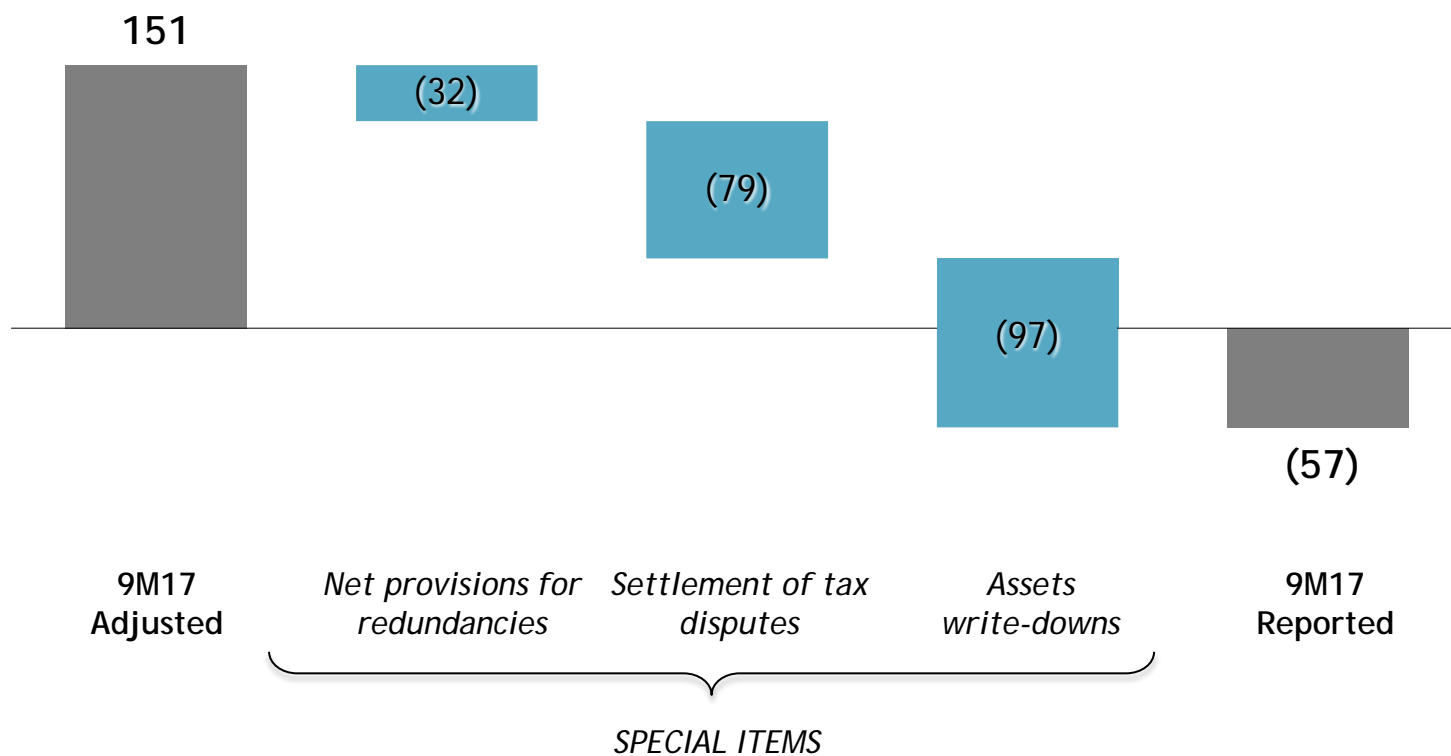 151
(32)
(79)
(97)
(57)
9M17
Adjusted
Net provisions for
redundancies
Settlement of tax
disputes
Assets
write-downs
9M17
Reported
SPECIAL ITEMS